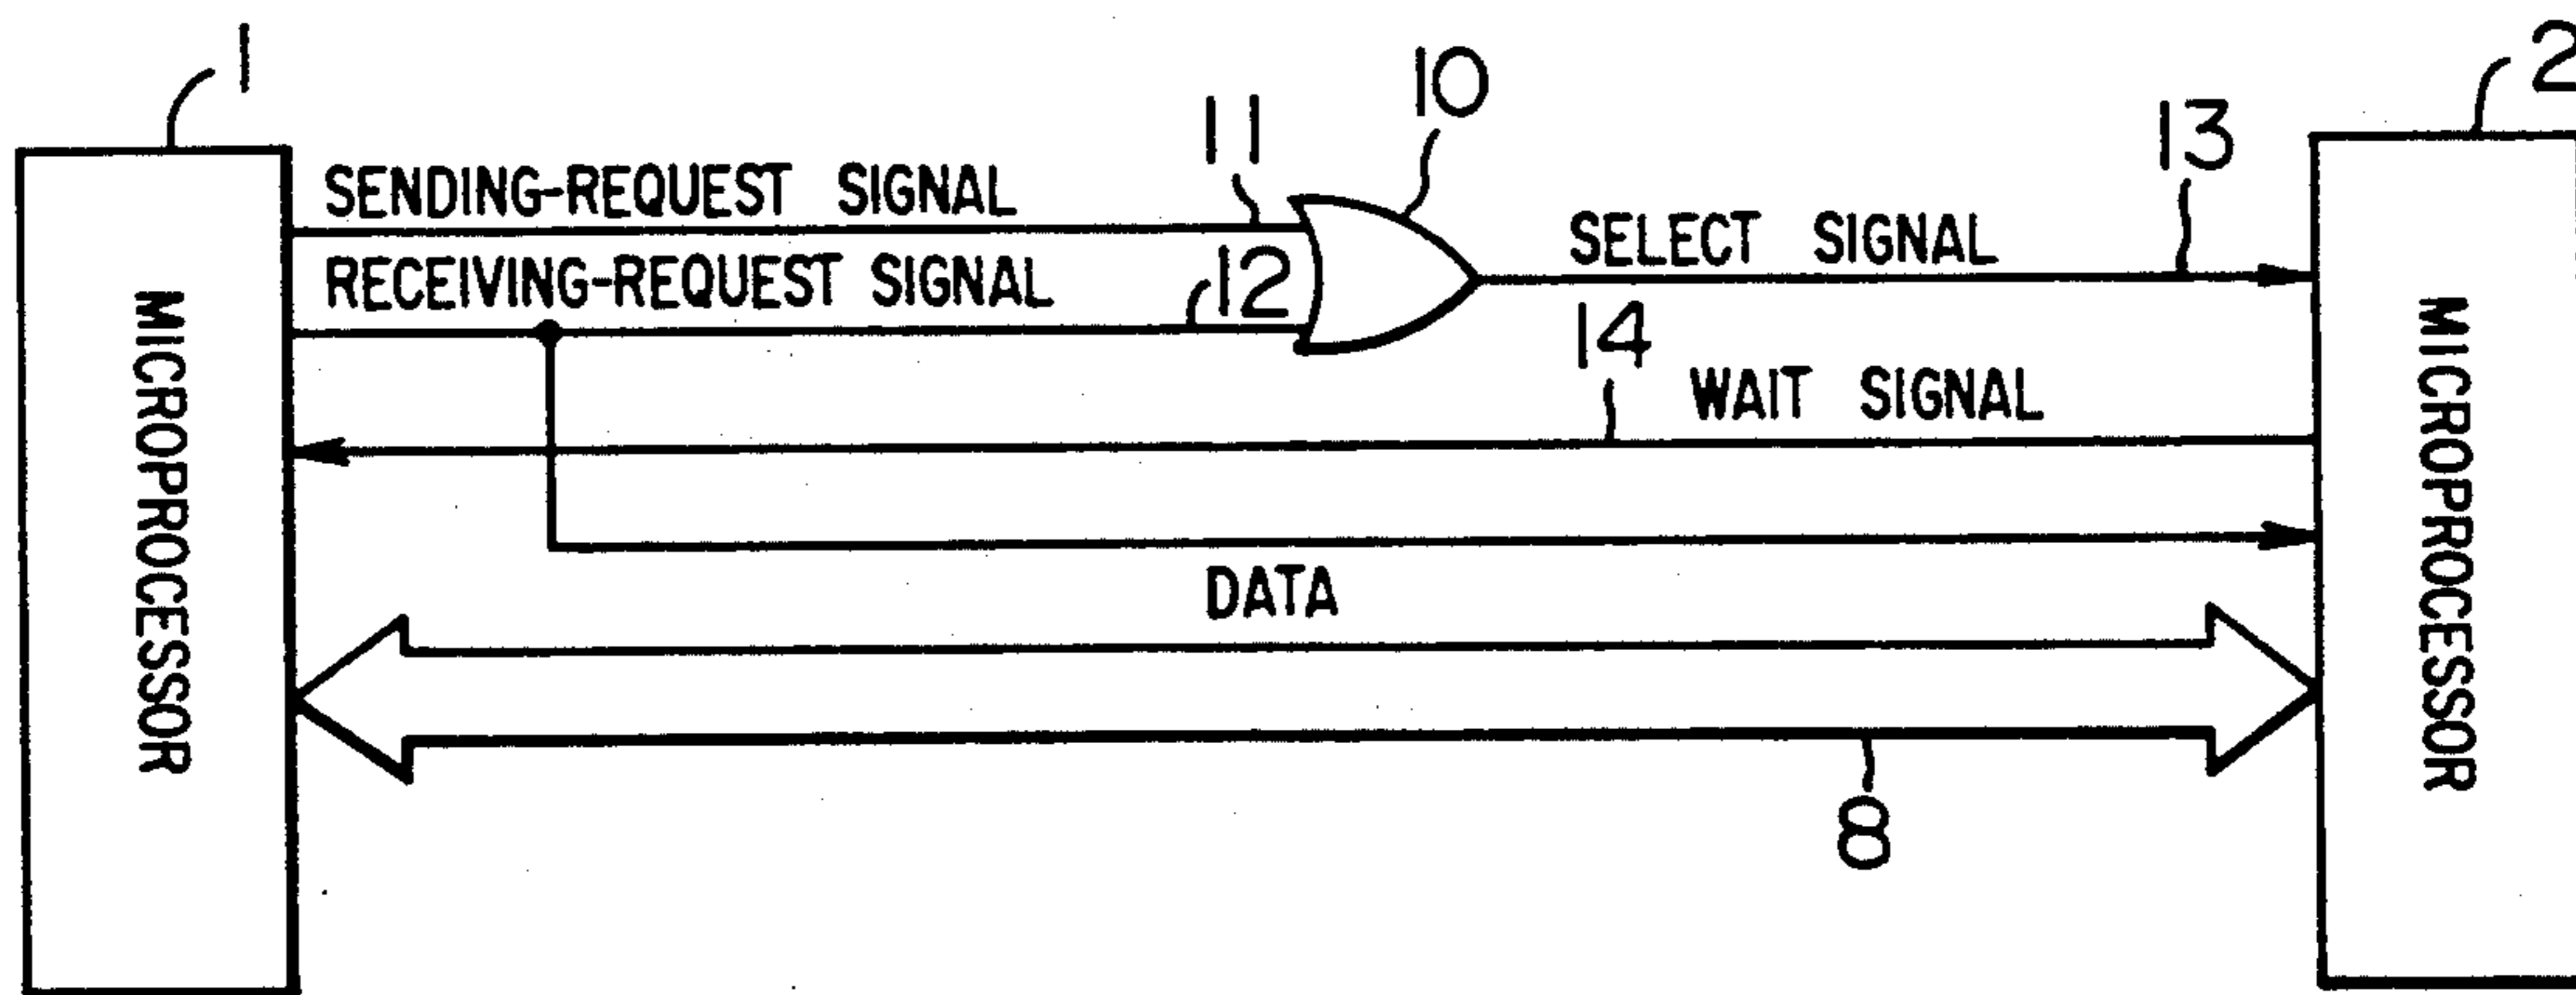 1
2
10
11
13
SENDING-REQUEST SIGNAL
SELECT SIGNAL
RECEIVING-REQUEST SIGNAL
12
14
WAIT SIGNAL
MICROPROCESSOR
MICROPROCESSOR
DATA
8